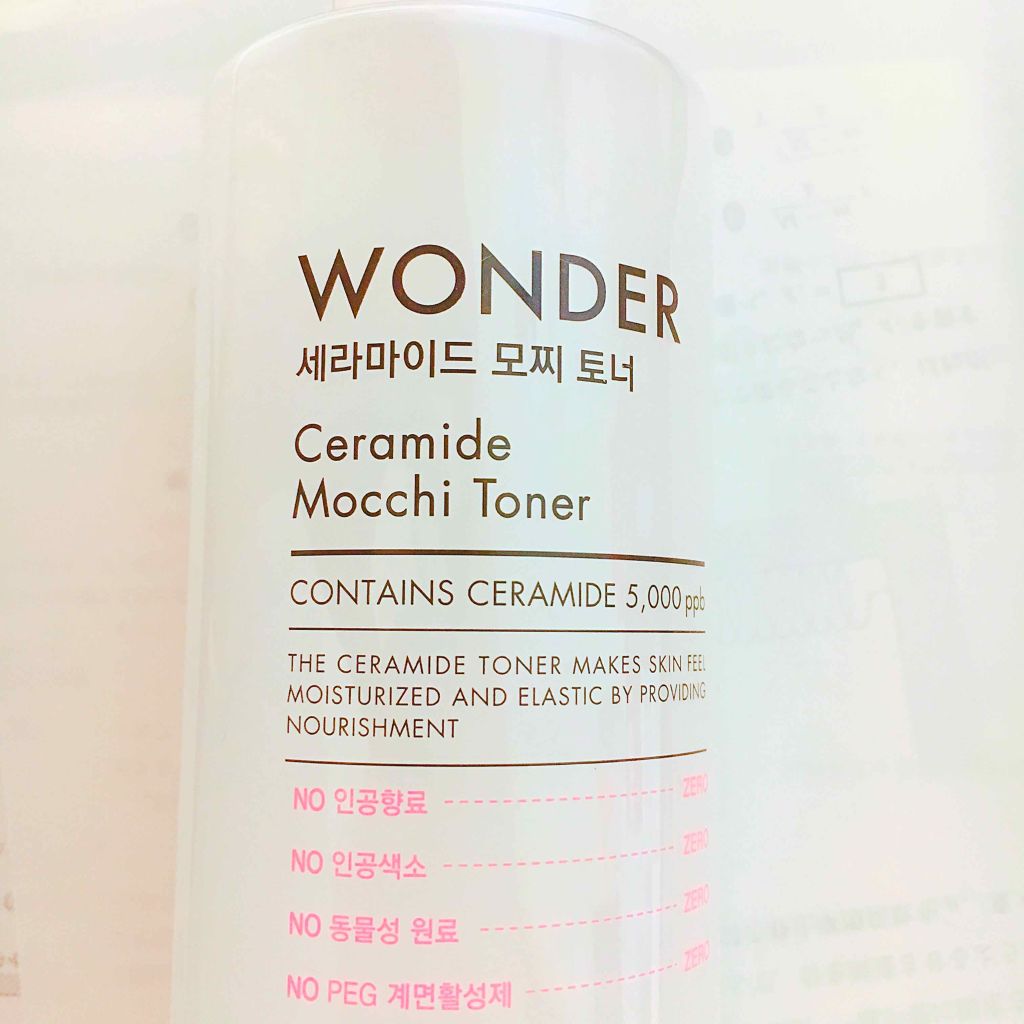 WONDER
세라마이드 모찌 토너
Ceramide
Mocchi Toner
CONTAINS CERAMIDE 5,000 ppb
THE CERAMIDE TONER MAKES SKIN FEEL
MOISTURIZED AND ELASTIC BY PROVIDING
NOURISHMENT
NO 인공향료 ---------------- ZERO
NO 인공색소 ---------------- ZERO
NO 동물성 원료 ------------- ZERO
NO PEG 계면활성제 ---------- ZERO